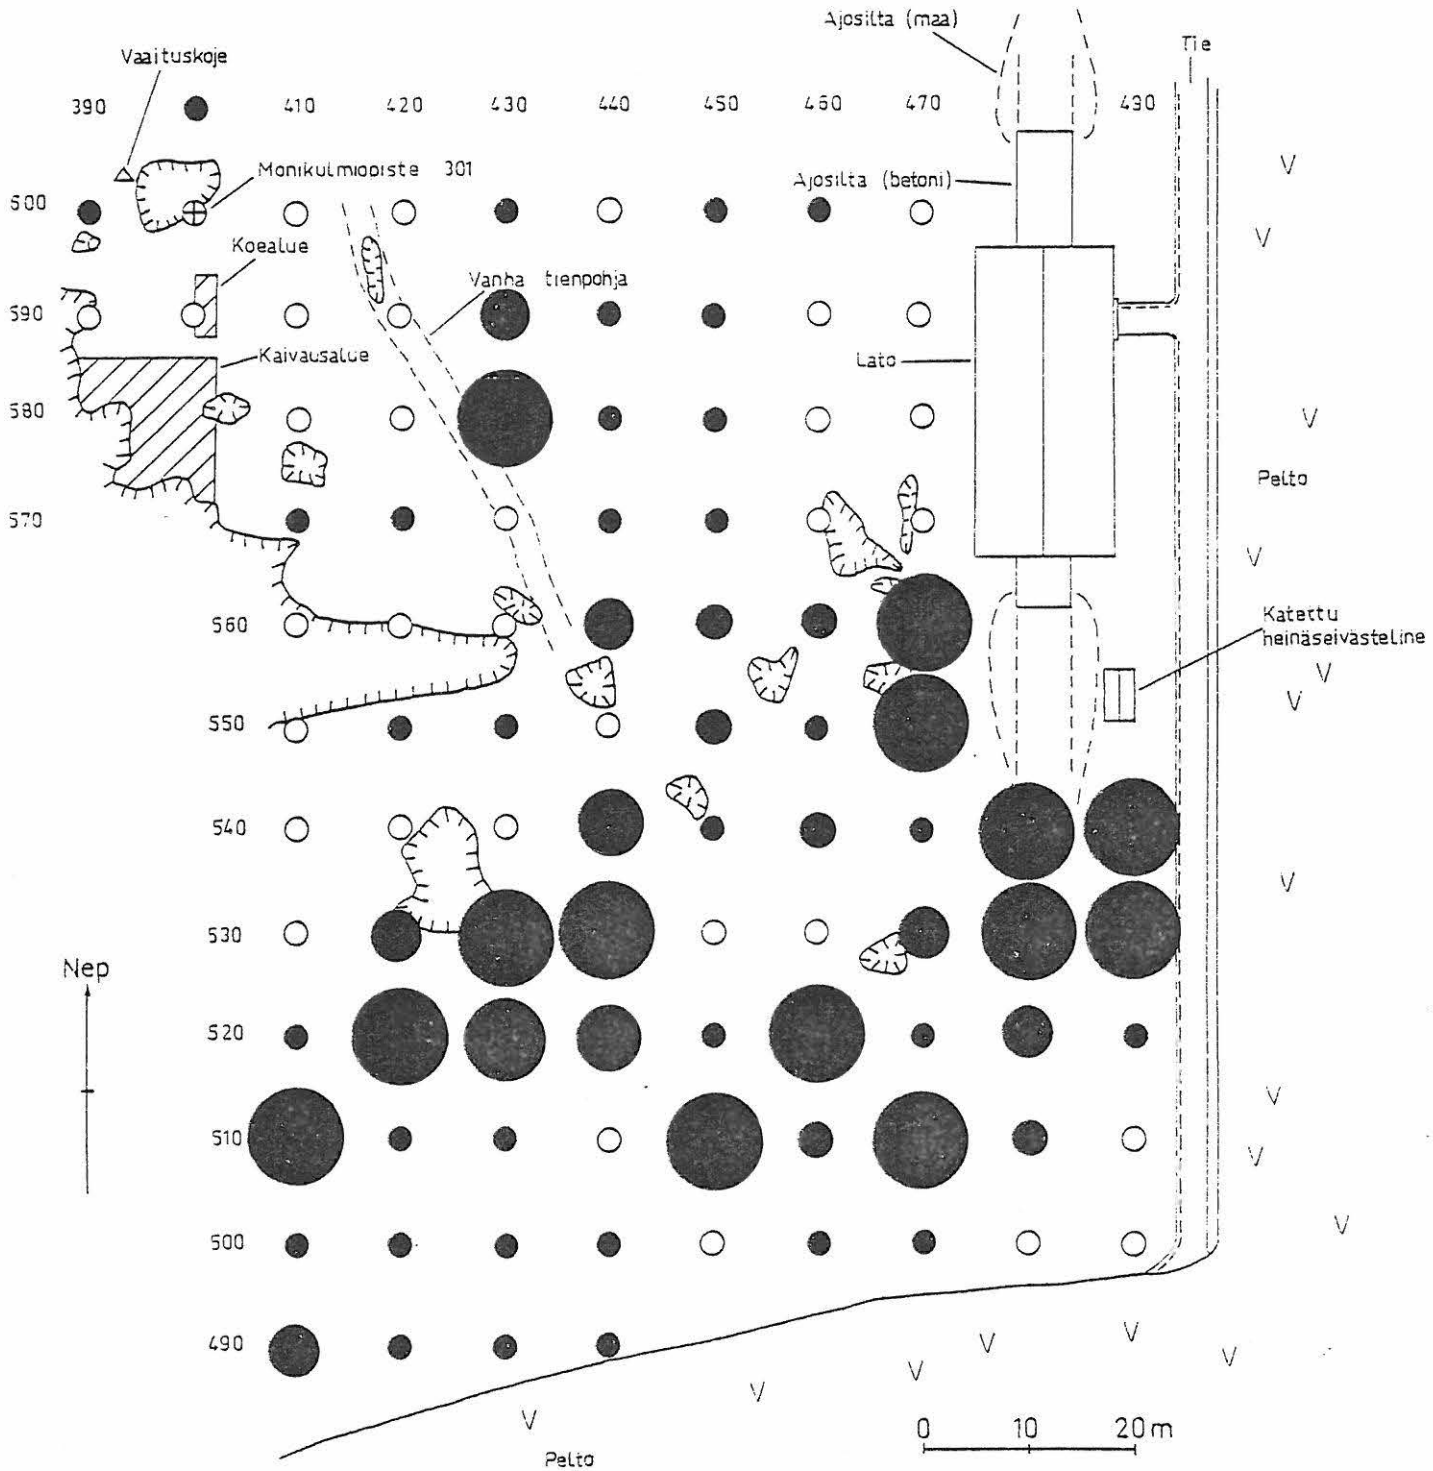 Ajosilta (maa)
Tie
Vaaituskoje
390 410 420 430 440 450 460 470 490
Monikulmiopiste 301
Ajosilta (betoni)
500
Koealue
Vanha tienpohja
590
Kaivausalue
Lato
580
Pelto
570
560
Katettu
heinäseivästeline
550
540
530
Nep
520
510
500
490
0 10 20 m
Pelto